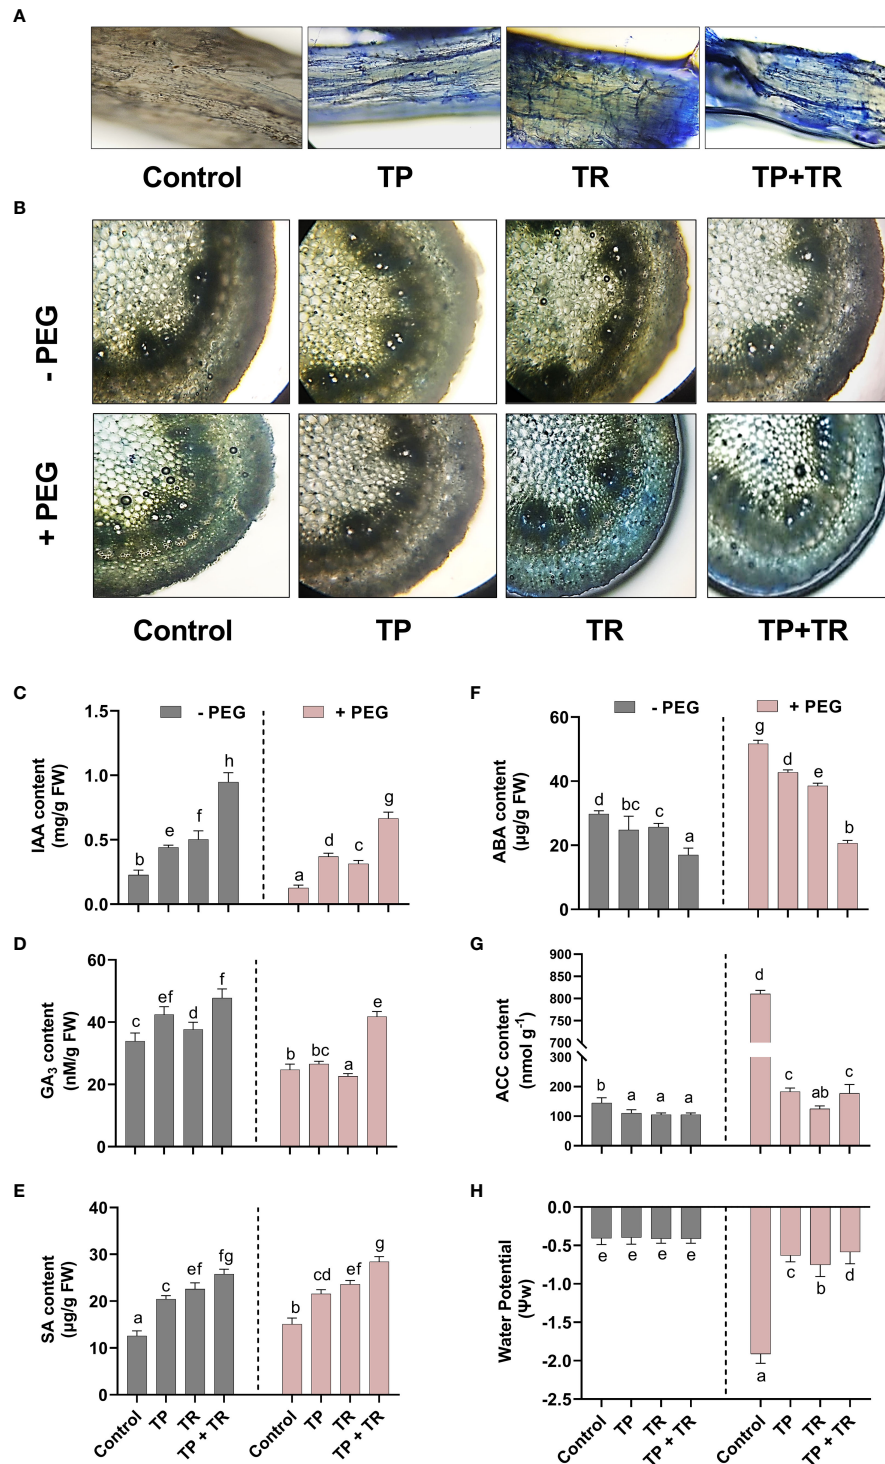 A
Control TP TR TP+TR
B
- PEG
+ PEG
Control TP TR TP+TR
C
- PEG + PEG
IAA content
(mg/g FW)
1.5
1.0
0.5
0.0
b e f h a d c g
D
GA3 content
(nM/g FW)
60
40
20
0
c ef d f b bc a e
E
SA content
(µg/g FW)
40
30
20
10
0
a c ef fg b cd ef g
Control TP TR TP + TR Control TP TR TP + TR
F
- PEG + PEG
ABA content
(µg/g FW)
60
40
20
0
d bc c a g d e b
G
ACC content
(nmol g-1)
900
850
800
750
700
300
200
100
0
b a a a d c ab c
H
Water Potential
(Ψw)
0.0
-0.5
-1.0
-1.5
-2.0
-2.5
e e e e a c b d
Control TP TR TP + TR Control TP TR TP + TR